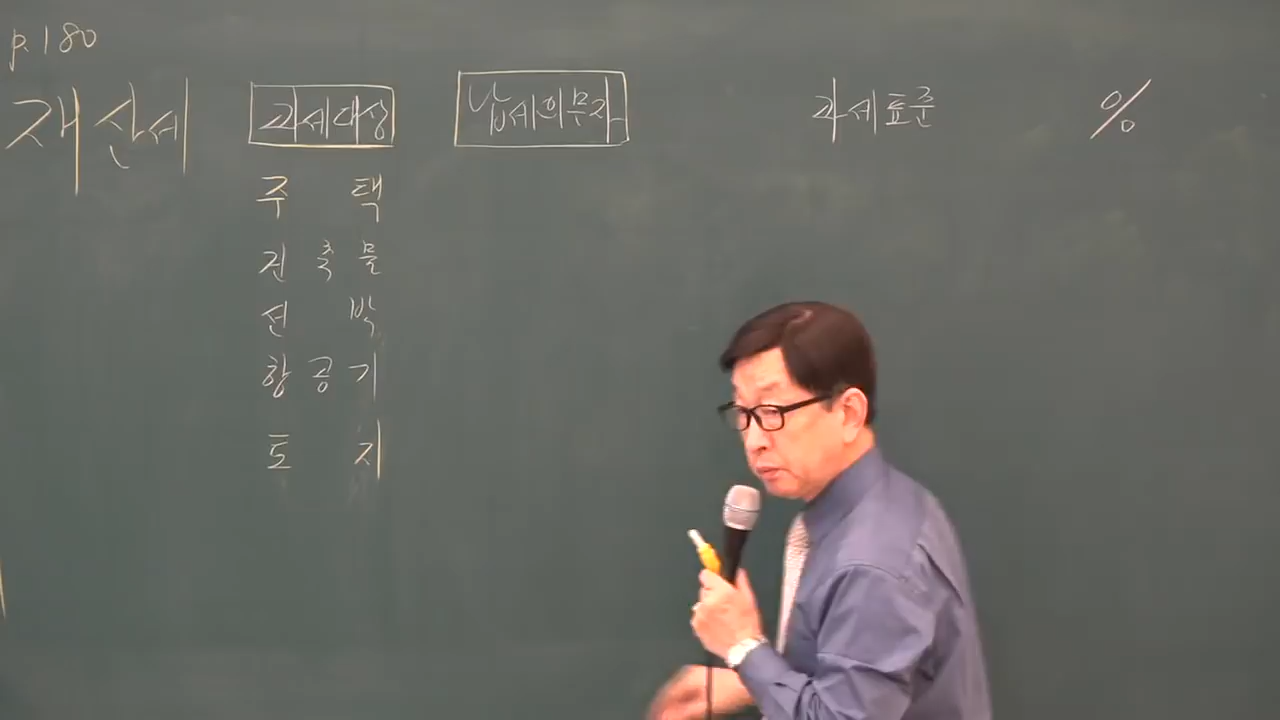 p.180
재산세 과세대상 납세의무자 과세표준 %
주택
건축물
선박
항공기
토지